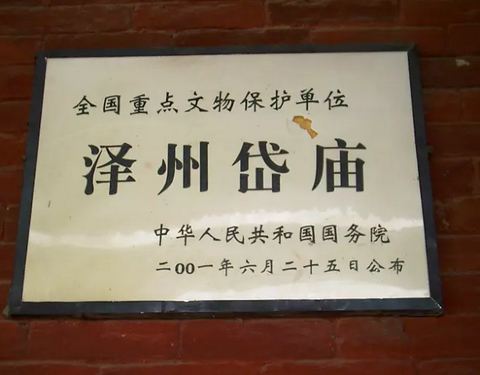 全国重点文物保护单位
泽州岱庙
中华人民共和国国务院
二00一年六月二十五日公布